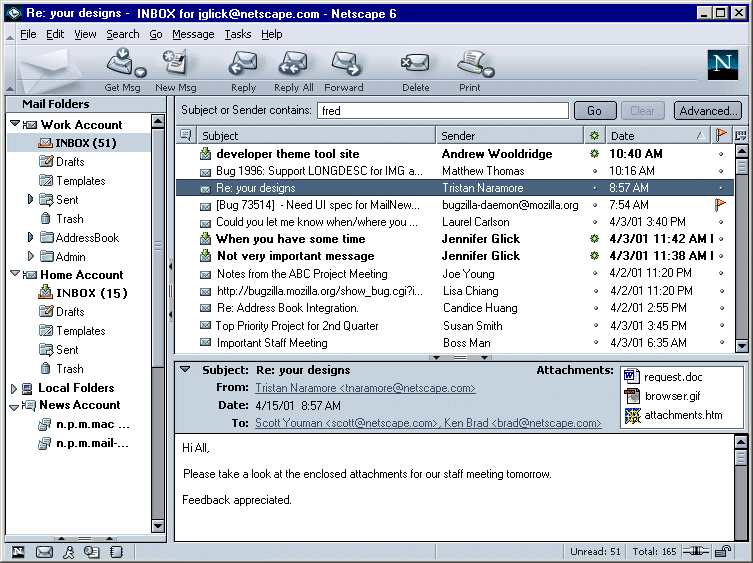 Re: your designs -  INBOX for jglick@netscape.com - Netscape 6
File Edit View Search Go Message Tasks Help
Get Msg New Msg Reply Reply All Forward Delete Print N
Mail Folders
Work Account
INBOX (51)
Drafts
Templates
Sent
Trash
AddressBook
Admin
Home Account
INBOX (15)
Drafts
Templates
Sent
Trash
Local Folders
News Account
n.p.m.mac ...
n.p.m.mail-...
Subject or Sender contains: fred Go Clear Advanced...
Subject Sender Date
developer theme tool site Andrew Wooldridge 10:40 AM
Bug 1996: Support LONGDESC for IMG a... Matthew Thomas 10:16 AM
Re: your designs Tristan Naramore 8:57 AM
[Bug 73514] - Need UI spec for MailNew... bugzilla-daemon@mozilla.org 7:54 AM
Could you let me know when/where you ... Laurel Carlson 4/3/01 3:40 PM
When you have some time Jennifer Glick 4/3/01 11:42 AM
Not very important message Jennifer Glick 4/3/01 11:38 AM
Notes from the ABC Project Meeting Joe Young 4/2/01 11:20 PM
http://bugzilla.mozilla.org/show_bug.cgi?i... Lisa Chiang 4/2/01 11:20 PM
Re: Address Book Integration. Candice Huang 4/2/01 2:55 PM
Top Priority Project for 2nd Quarter Susan Smith 4/3/01 3:45 PM
Important Staff Meeting Boss Man 4/3/01 6:35 AM
Subject: Re: your designs
From: Tristan Naramore <tnaramore@netscape.com>
Date: 4/15/01 8:57 AM
To: Scott Youman <scott@netscape.com>, Ken Brad <brad@netscape.com>
Attachments:
request.doc
browser.gif
attachments.htm
Hi All,
Please take a look at the enclosed attachments for our staff meeting tomorrow.
Feedback appreciated.
Unread: 51 Total: 165